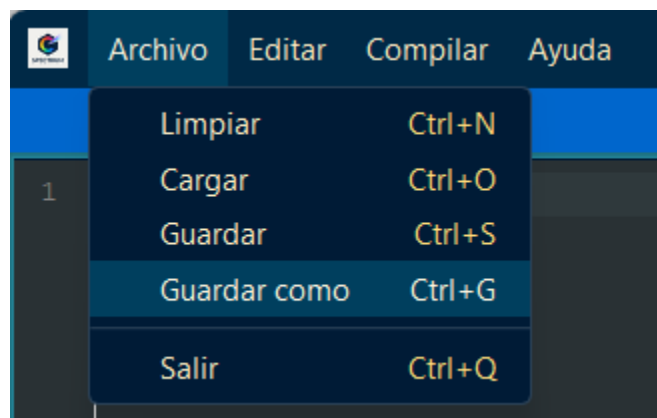 Archivo Editar Compilar Ayuda
Limpiar Ctrl+N
Cargar Ctrl+O
Guardar Ctrl+S
Guardar como Ctrl+G
Salir Ctrl+Q
1